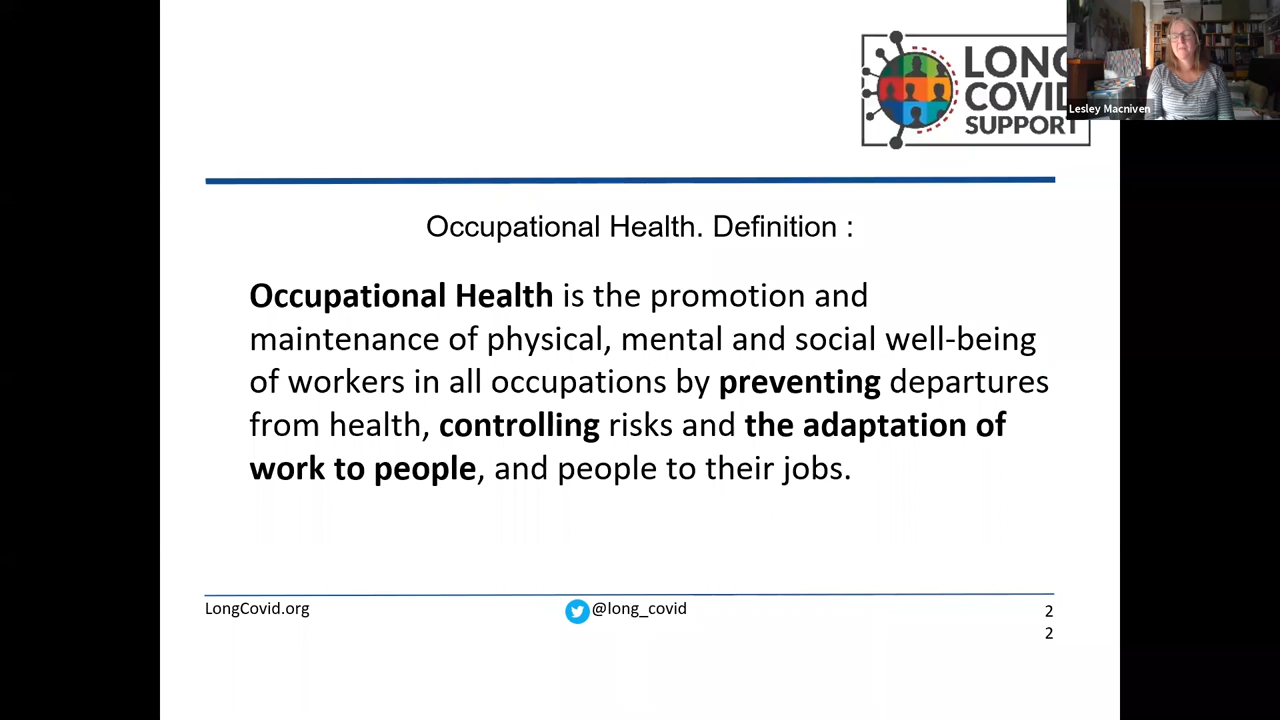 LONG
COVID
SUPPORT
Lesley Macniven
Occupational Health. Definition :
Occupational Health is the promotion and
maintenance of physical, mental and social well-being
of workers in all occupations by preventing departures
from health, controlling risks and the adaptation of
work to people, and people to their jobs.
LongCovid.org
@long_covid
2
2